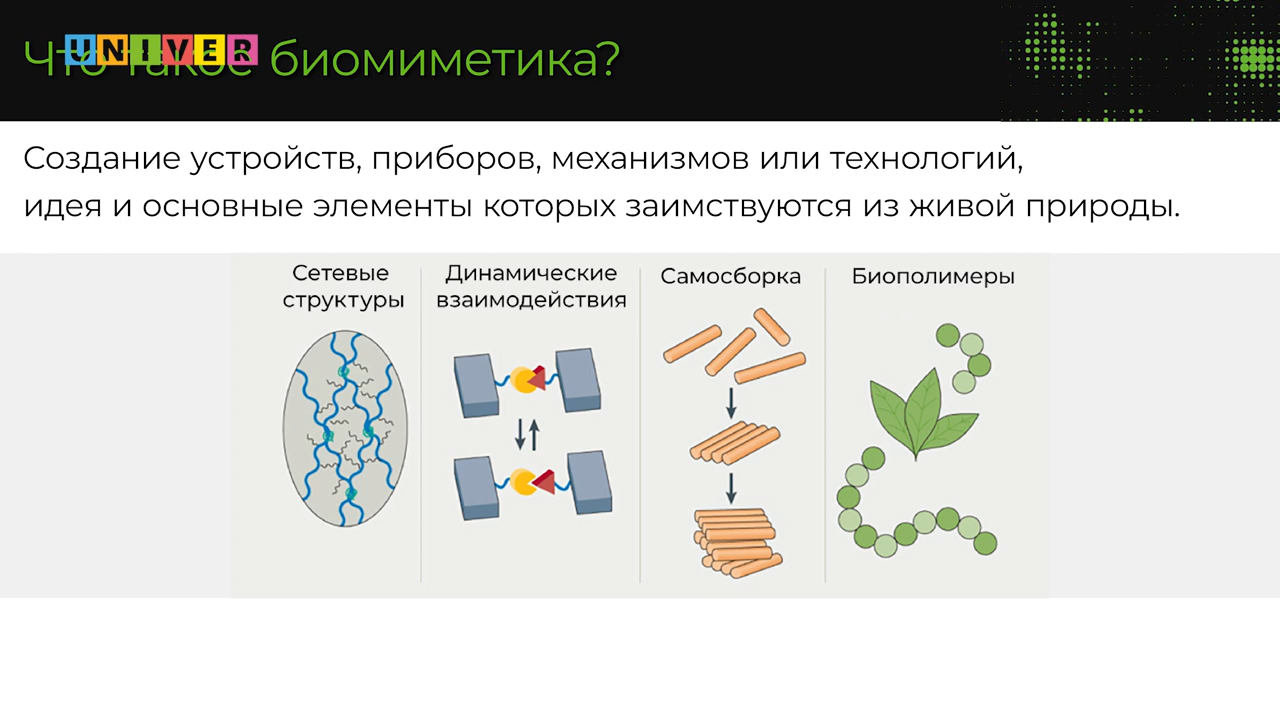 Что такое биомиметика?
UNIVER
Создание устройств, приборов, механизмов или технологий,
идея и основные элементы которых заимствуются из живой природы.
Сетевые
структуры
Динамические
взаимодействия
Самосборка
Биополимеры